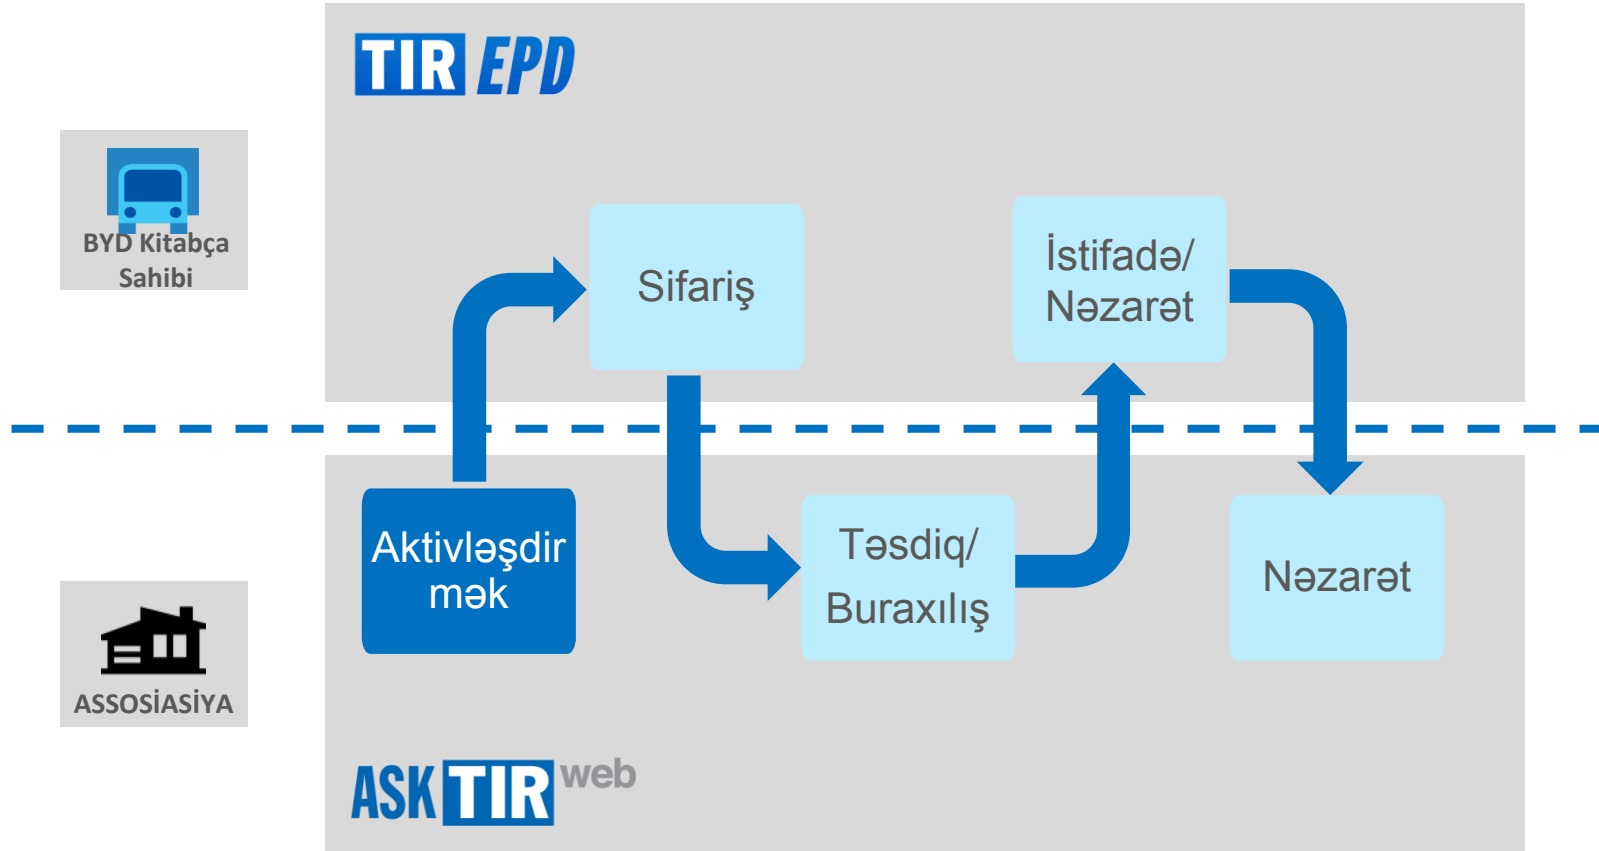 TIR EPD
BYD Kitabça
Sahibi
Sifariş
İstifadə/
Nəzarət
Aktivləşdir
mək
Təsdiq/
Buraxılış
Nəzarət
ASSOSİASİYA
ASK TIR web